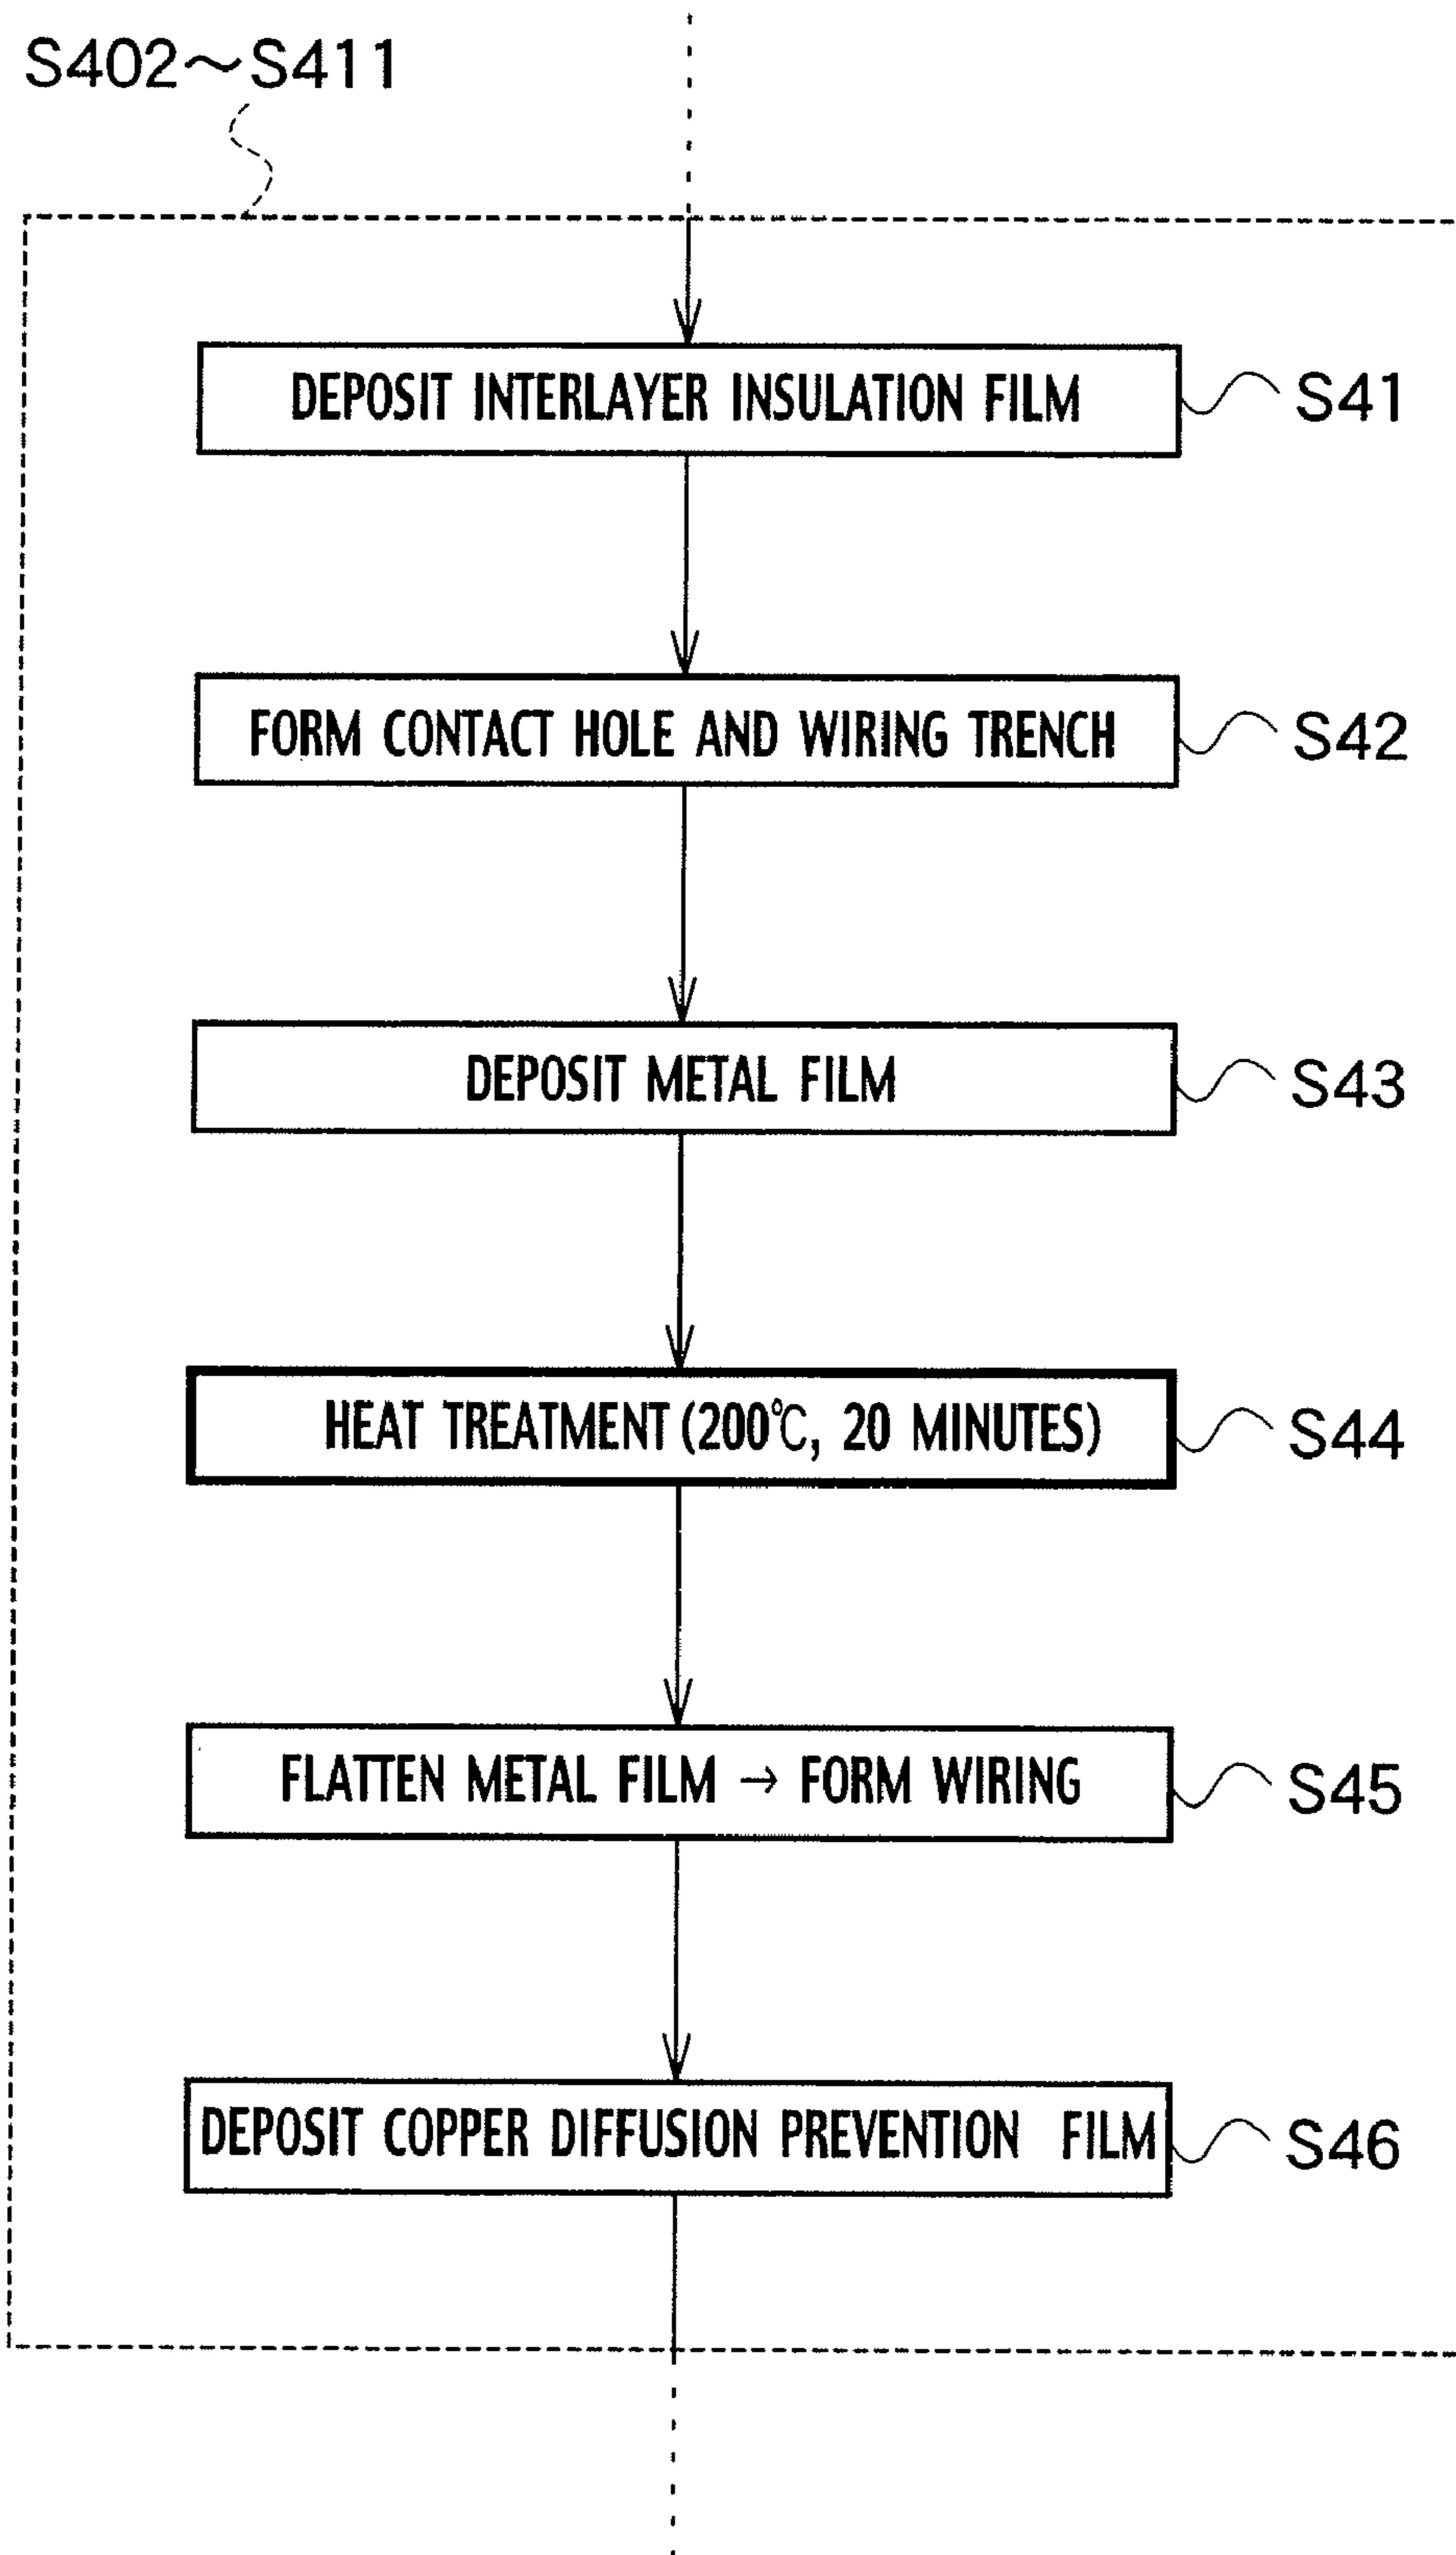 S402～S411
DEPOSIT INTERLAYER INSULATION FILM S41
FORM CONTACT HOLE AND WIRING TRENCH S42
DEPOSIT METAL FILM S43
HEAT TREATMENT (200℃, 20 MINUTES) S44
FLATTEN METAL FILM → FORM WIRING S45
DEPOSIT COPPER DIFFUSION PREVENTION FILM S46